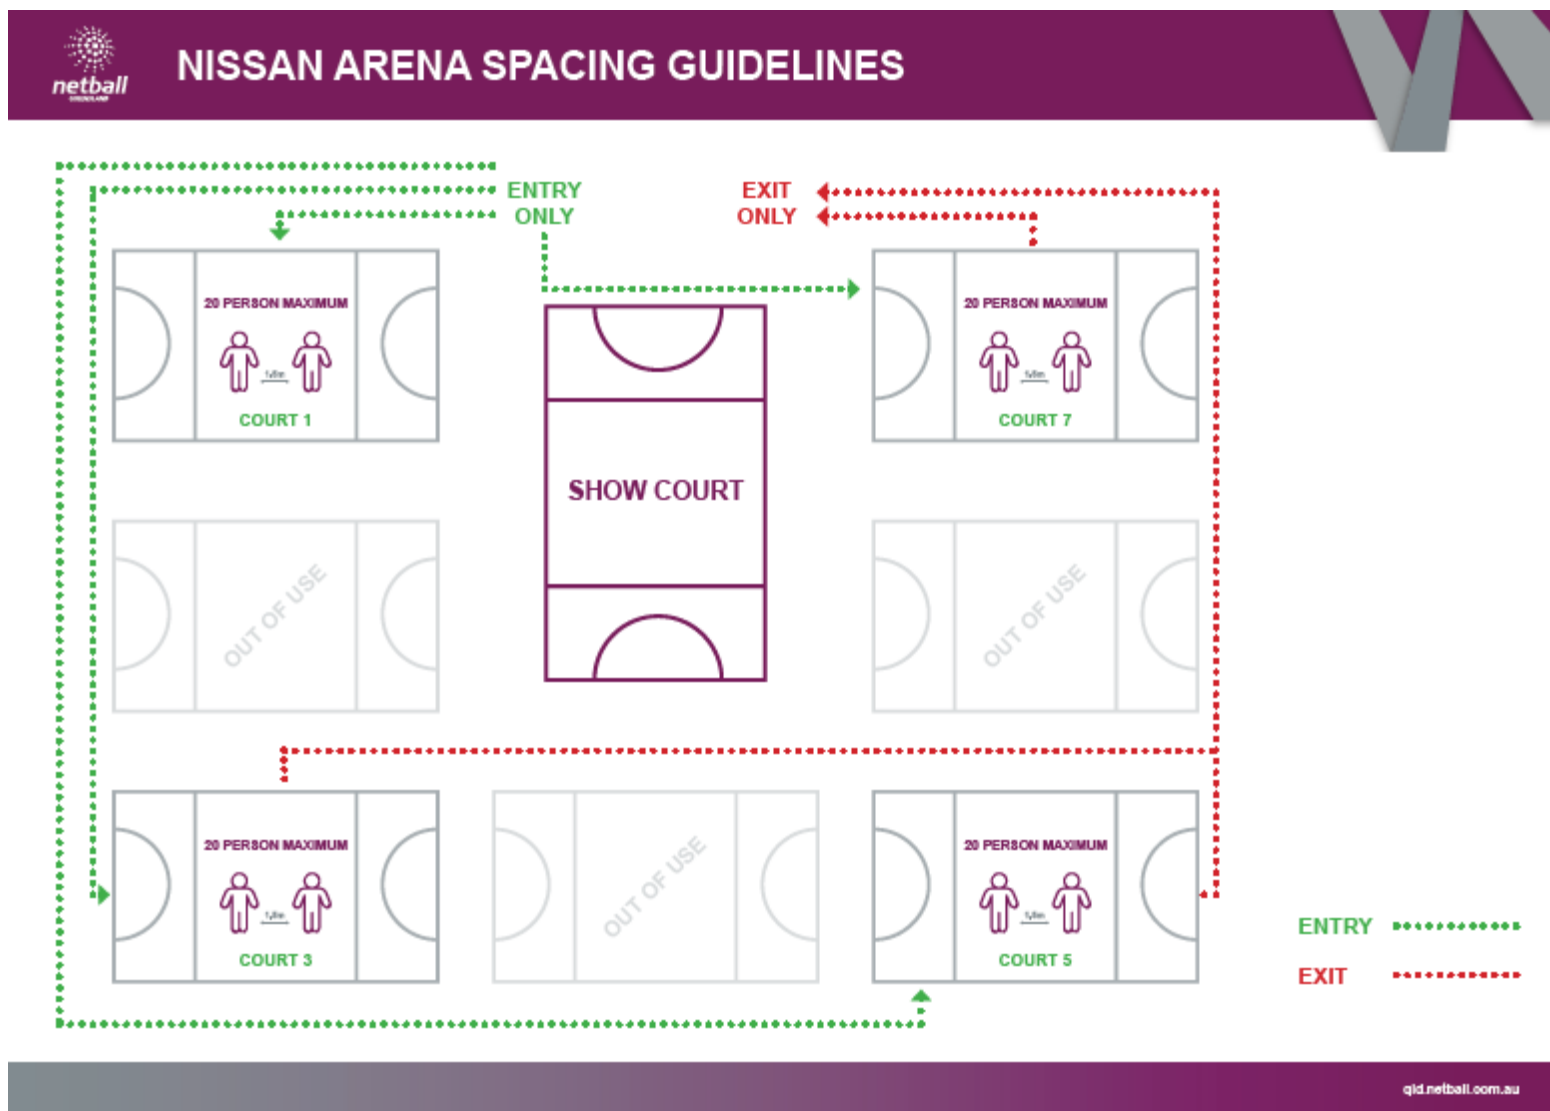 netball
QUEENSLAND
NISSAN ARENA SPACING GUIDELINES
ENTRY
ONLY
EXIT
ONLY
20 PERSON MAXIMUM
COURT 1
20 PERSON MAXIMUM
COURT 7
SHOW COURT
OUT OF USE
OUT OF USE
20 PERSON MAXIMUM
COURT 3
OUT OF USE
20 PERSON MAXIMUM
COURT 5
ENTRY
EXIT
qld.netball.com.au